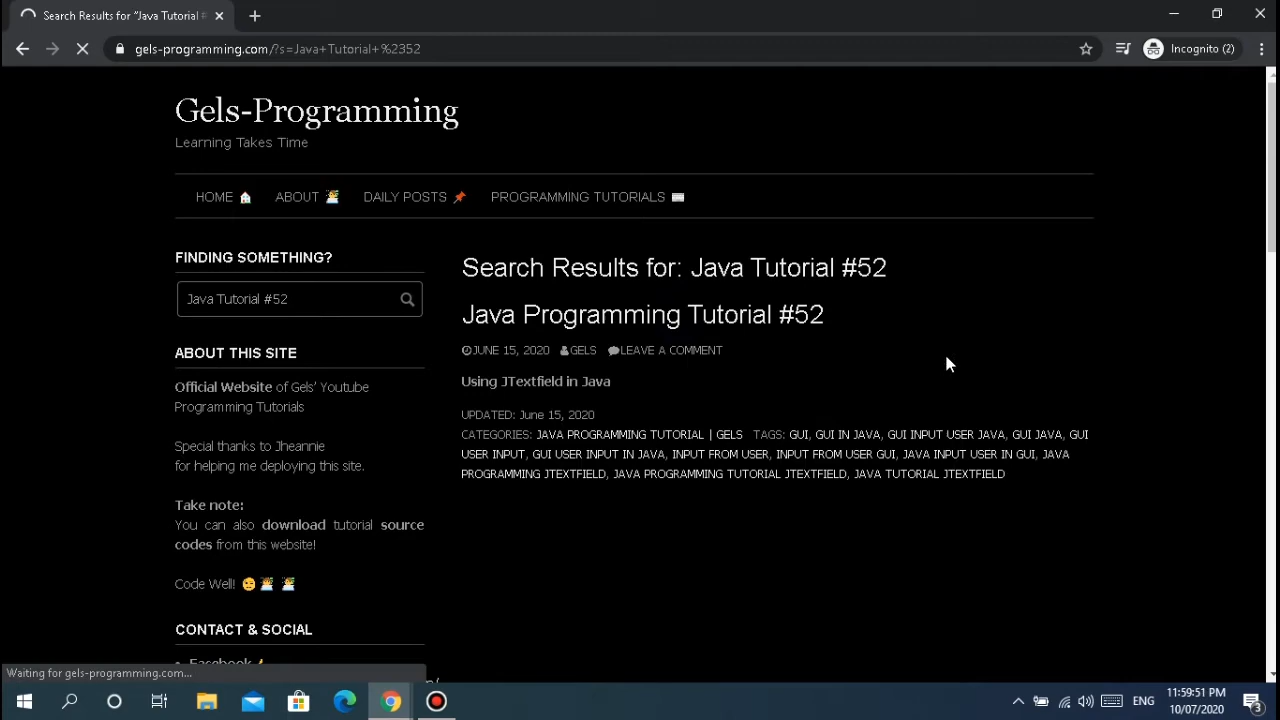 Search Results for "Java Tutorial #
gels-programming.com/?s=Java+Tutorial+%2352
Incognito (2)
Gels-Programming
Learning Takes Time
HOME
ABOUT
DAILY POSTS
PROGRAMMING TUTORIALS
FINDING SOMETHING?
Java Tutorial #52
ABOUT THIS SITE
Official Website of Gels' Youtube
Programming Tutorials
Special thanks to Jheannie
for helping me deploying this site.
Take note:
You can also download tutorial source
codes from this website!
Code Well!
CONTACT & SOCIAL
Facebook
Search Results for: Java Tutorial #52
Java Programming Tutorial #52
JUNE 15, 2020 GELS LEAVE A COMMENT
Using JTextfield in Java
UPDATED: June 15, 2020
CATEGORIES: JAVA PROGRAMMING TUTORIAL | GELS TAGS: GUI, GUI IN JAVA, GUI INPUT USER JAVA, GUI JAVA, GUI
USER INPUT, GUI USER INPUT IN JAVA, INPUT FROM USER, INPUT FROM USER GUI, JAVA INPUT USER IN GUI, JAVA
PROGRAMMING JTEXTFIELD, JAVA PROGRAMMING TUTORIAL JTEXTFIELD, JAVA TUTORIAL JTEXTFIELD
Waiting for gels-programming.com...
ENG
11:59:51 PM
10/07/2020
3